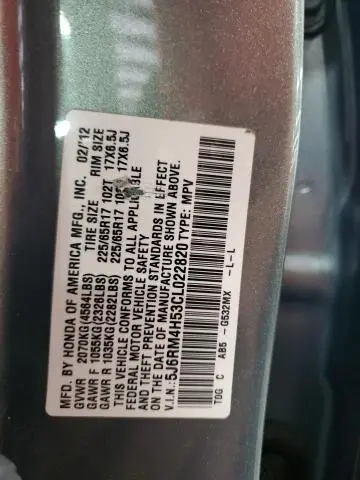 MFD. BY HONDA OF AMERICA MFG., INC. 02/'12
TIRE SIZE RIM SIZE
GVWR 2070KG(4564LBS)
GAWR F 1055KG(2326LBS) 225/65R17 102T 17X6.5J
GAWR R 1035KG(2282LBS) 225/65R17 17X6.5J
THIS VEHICLE CONFORMS TO ALL APPLICABLE
FEDERAL MOTOR VEHICLE SAFETY
AND THEFT PREVENTION STANDARDS IN EFFECT
ON THE DATE OF MANUFACTURE SHOWN ABOVE.
V.I.N.:5J6RM4H53CL022820 TYPE: MPV
TOG C AB5 -G532MX -L-L